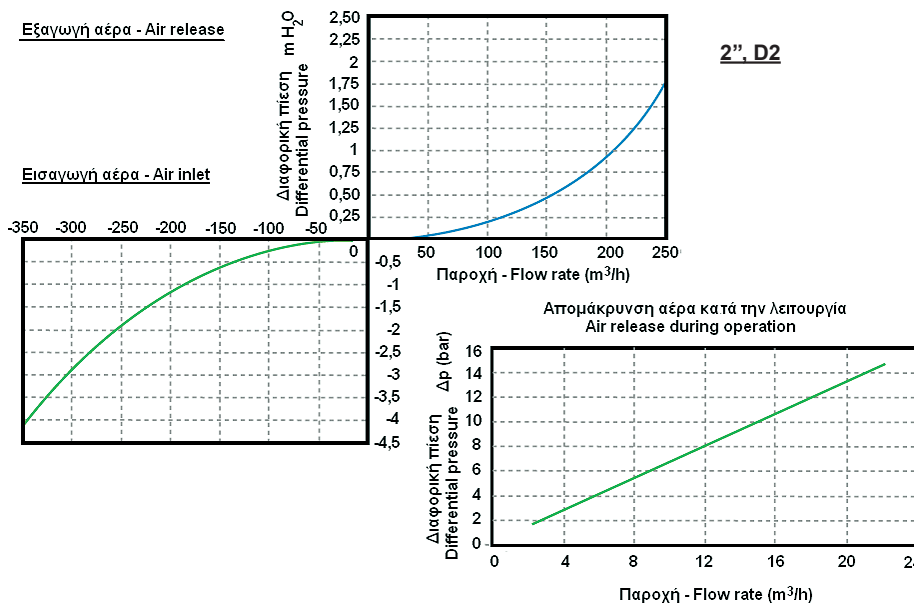 Εξαγωγή αέρα - Air release
Διαφορική πίεση
Differential pressure m H2O
2,50
2,25
2
1,75
1,50
1,25
1
0,75
0,50
0,25
2”, D2
Εισαγωγή αέρα - Air inlet
-350 -300 -250 -200 -150 -100 -50 0
50 100 150 200 250
Παροχή - Flow rate (m3/h)
-0,5
-1
-1,5
-2
-2,5
-3
-3,5
-4
-4,5
Απομάκρυνση αέρα κατά την λειτουργία
Air release during operation
Διαφορική πίεση
Differential pressure Δp (bar)
16
14
12
10
8
6
4
2
0
0 4 8 12 16 20 24
Παροχή - Flow rate (m3/h)